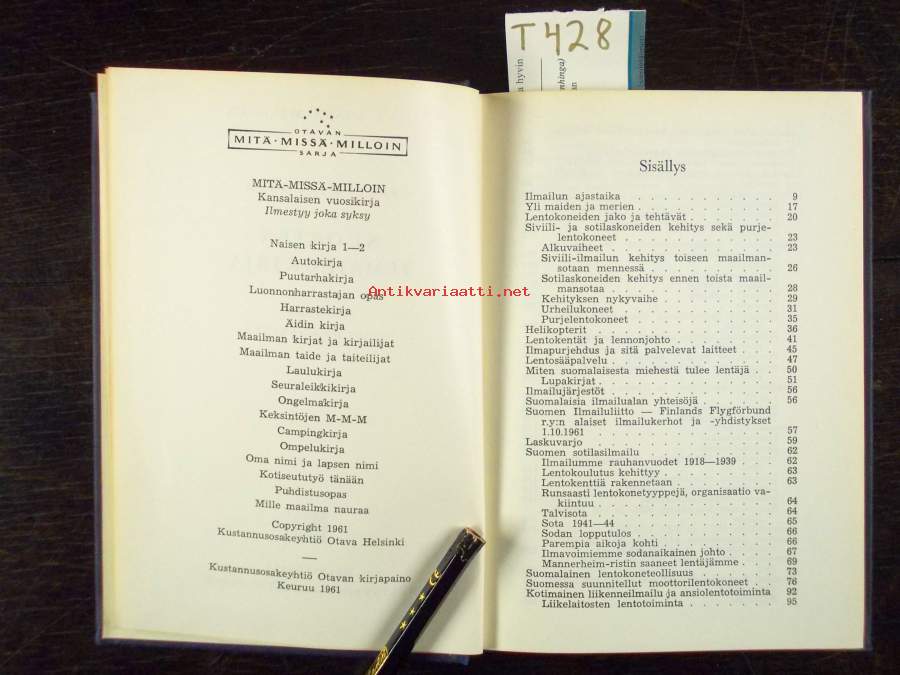 T 428
a hyvin
OTAVAN
MITÄ·MISSÄ·MILLOIN
SARJA
MITÄ-MISSÄ-MILLOIN
Kansalaisen vuosikirja
Ilmestyy joka syksy
Naisen kirja 1—2
Autokirja
Puutarhakirja
Luonnonharrastajan opas
Harrastekirja
Äidin kirja
Maailman kirjat ja kirjailijat
Maailman taide ja taiteilijat
Laulukirja
Seuraleikkikirja
Ongelmakirja
Keksintöjen M-M-M
Campingkirja
Ompelukirja
Oma nimi ja lapsen nimi
Kotiseututyö tänään
Puhdistusopas
Mille maailma nauraa
Copyright 1961
Kustannusosakeyhtiö Otava Helsinki
Kustannusosakeyhtiö Otavan kirjapaino
Keuruu 1961
Antikvariaatti.net
Sisällys
Ilmailun ajastaika 9
Yli maiden ja merien 17
Lentokoneiden jako ja tehtävät 20
Siviili- ja sotilaskoneiden kehitys sekä purje-
lentokoneet 23
Alkuvaiheet 23
Siviili-ilmailun kehitys toiseen maailman-
sotaan mennessä 26
Sotilaskoneiden kehitys ennen toista maail-
mansotaa 28
Kehityksen nykyvaihe 29
Urheilukoneet 31
Purjelentokoneet 35
Helikopterit 36
Lentokentät ja lennonjohto 41
Ilmapurjehdus ja sitä palvelevat laitteet 45
Lentosääpalvelu 47
Miten suomalaisesta miehestä tulee lentäjä 50
Lupakirjat 51
Ilmailujärjestöt 56
Suomalaisia ilmailualan yhteisöjä 56
Suomen Ilmailuliitto — Finlands Flygförbund
r.y:n alaiset ilmailukerhot ja -yhdistykset
1.10.1961 57
Laskuvarjo 59
Suomen sotilasilmailu 62
Ilmailumme rauhanvuodet 1918—1939 62
Lentokoulutus kehittyy 63
Lentokenttiä rakennetaan 63
Runsaasti lentokonetyyppejä, organisaatio va-
kiintuu 64
Talvisota 64
Sota 1941—44 65
Sodan lopputulos 66
Parempia aikoja kohti 66
Ilmavoimiemme sodanaikainen johto 67
Mannerheim-ristin saaneet lentäjämme 69
Suomalainen lentokoneteollisuus 73
Suomessa suunnitellut moottorilentokoneet 76
Kotimainen liikenneilmailu ja ansiolentotoiminta 92
Liikelaitosten lentotoiminta 95